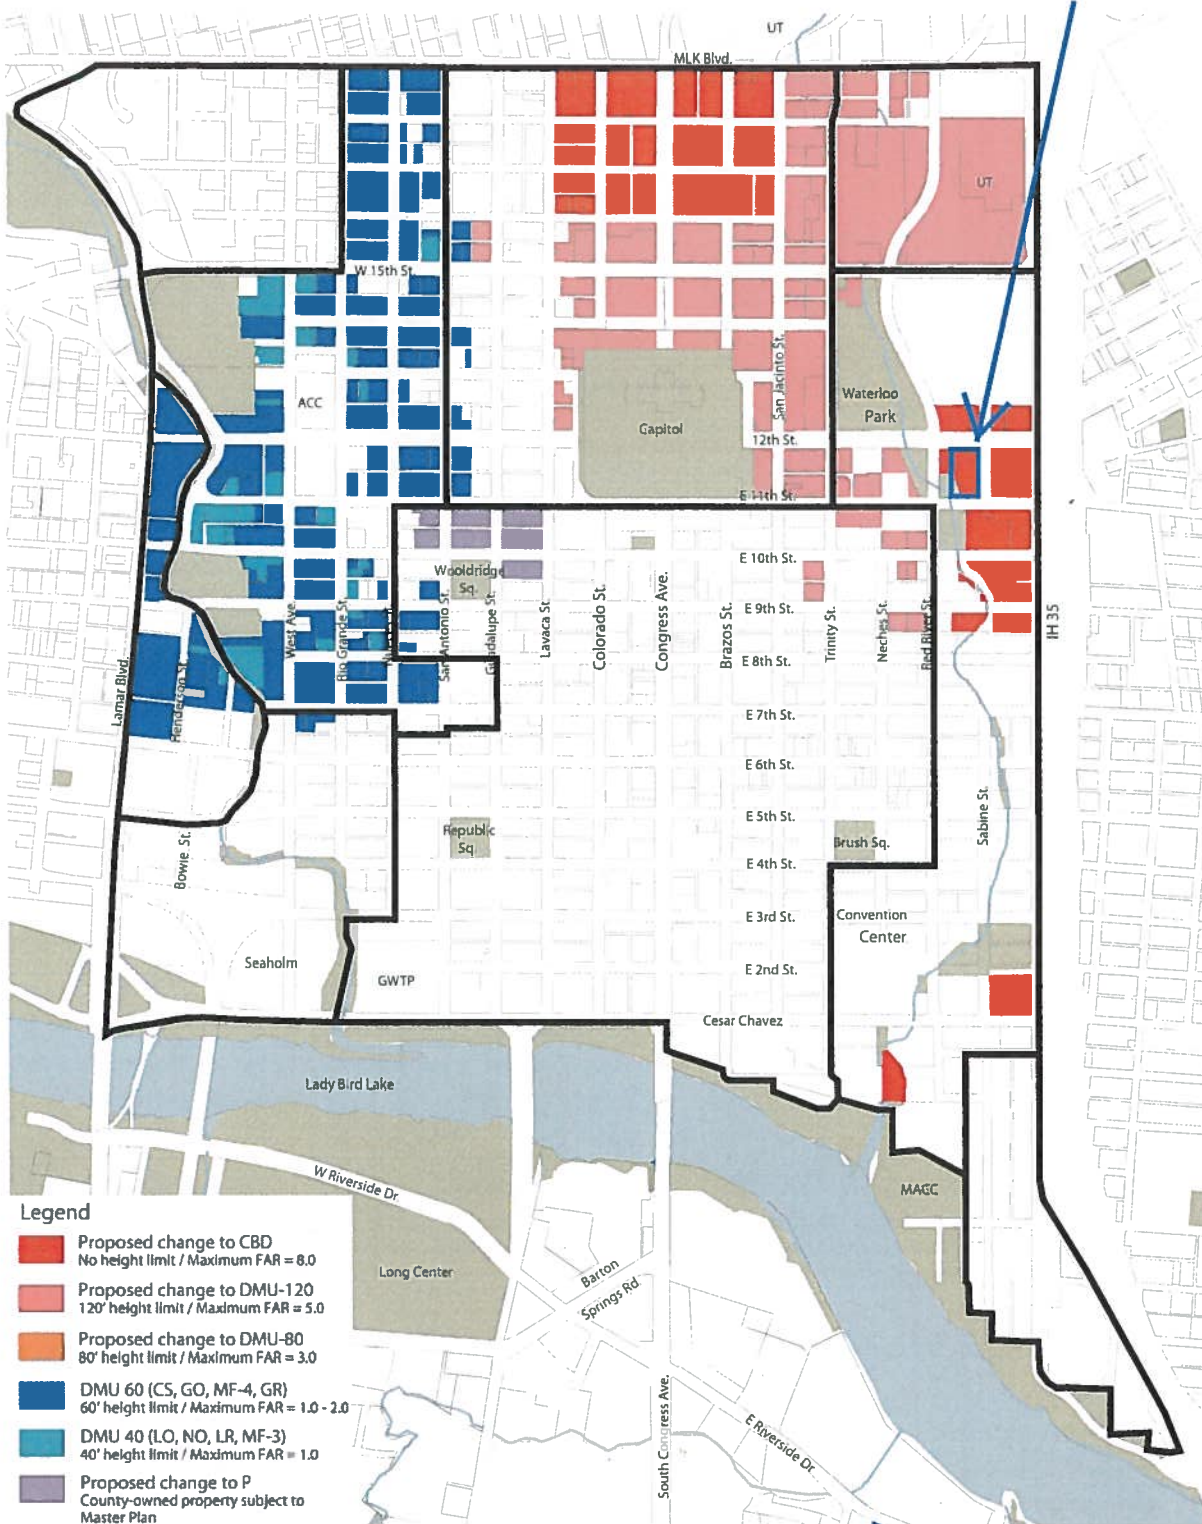 UT
MLK Blvd.
UT
W 15th St.
San Jacinto St.
ACC
Waterloo
Park
Capitol
12th St.
E 11th St.
E 10th St.
Wooldridge
Sq.
E 9th St.
West Ave.
Rio Grande St.
San Antonio St.
Guadalupe St.
Lavaca St.
Colorado St.
Congress Ave.
Brazos St.
Trinity St.
Neches St.
Red River St.
IH 35
E 8th St.
Lamar Blvd.
Henderson St.
E 7th St.
E 6th St.
E 5th St.
Sabine St.
Republic
Sq.
Brush Sq.
Bowie St.
E 4th St.
E 3rd St.
Convention
Center
Seaholm
GWTP
E 2nd St.
Cesar Chavez
Lady Bird Lake
W Riverside Dr.
MACC
Long Center
Barton
Springs Rd
South Congress Ave.
E Riverside Dr.
Legend
Proposed change to CBD
No height limit / Maximum FAR = 8.0
Proposed change to DMU-120
120' height limit / Maximum FAR = 5.0
Proposed change to DMU-80
80' height limit / Maximum FAR = 3.0
DMU 60 (CS, GO, MF-4, GR)
60' height limit / Maximum FAR = 1.0 - 2.0
DMU 40 (LO, NO, LR, MF-3)
40' height limit / Maximum FAR = 1.0
Proposed change to P
County-owned property subject to
Master Plan